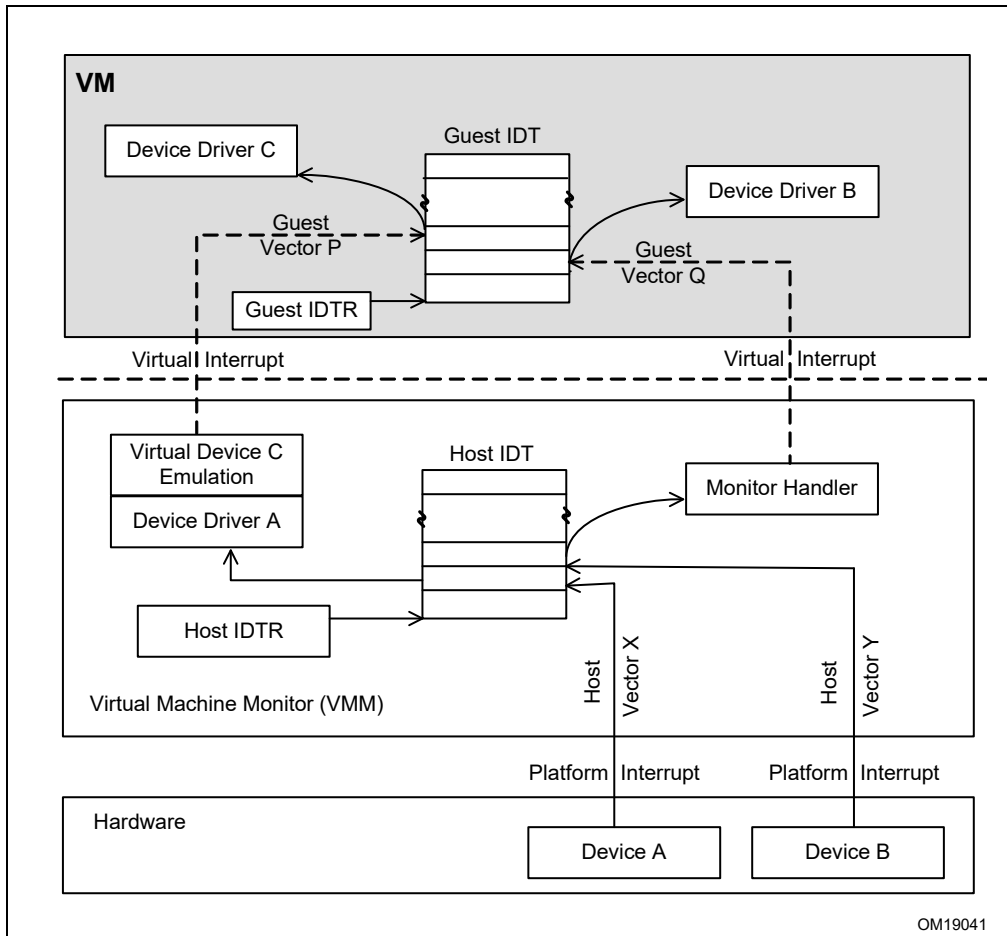 VM
Guest IDT
Device Driver C
Device Driver B
Guest
Vector P
Guest
Vector Q
Guest IDTR
Virtual Interrupt
Virtual Interrupt
Virtual Device C
Emulation
Host IDT
Device Driver A
Monitor Handler
Host IDTR
Host
Vector X
Host
Vector Y
Virtual Machine Monitor (VMM)
Platform Interrupt
Platform Interrupt
Hardware
Device A
Device B
OM19041